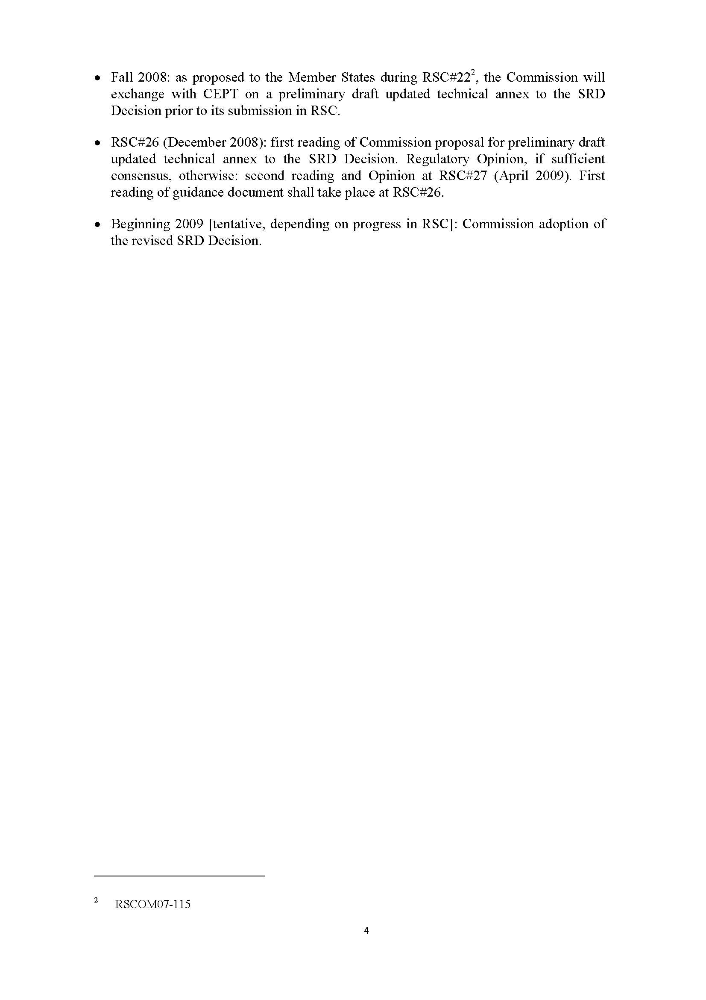 • Fall 2008: as proposed to the Member States during RSC#22², the Commission will
exchange with CEPT on a preliminary draft updated technical annex to the SRD
Decision prior to its submission in RSC.
• RSC#26 (December 2008): first reading of Commission proposal for preliminary draft
updated technical annex to the SRD Decision. Regulatory Opinion, if sufficient
consensus, otherwise: second reading and Opinion at RSC#27 (April 2009). First
reading of guidance document shall take place at RSC#26.
• Beginning 2009 [tentative, depending on progress in RSC]: Commission adoption of
the revised SRD Decision.
² RSCOM07-115
4